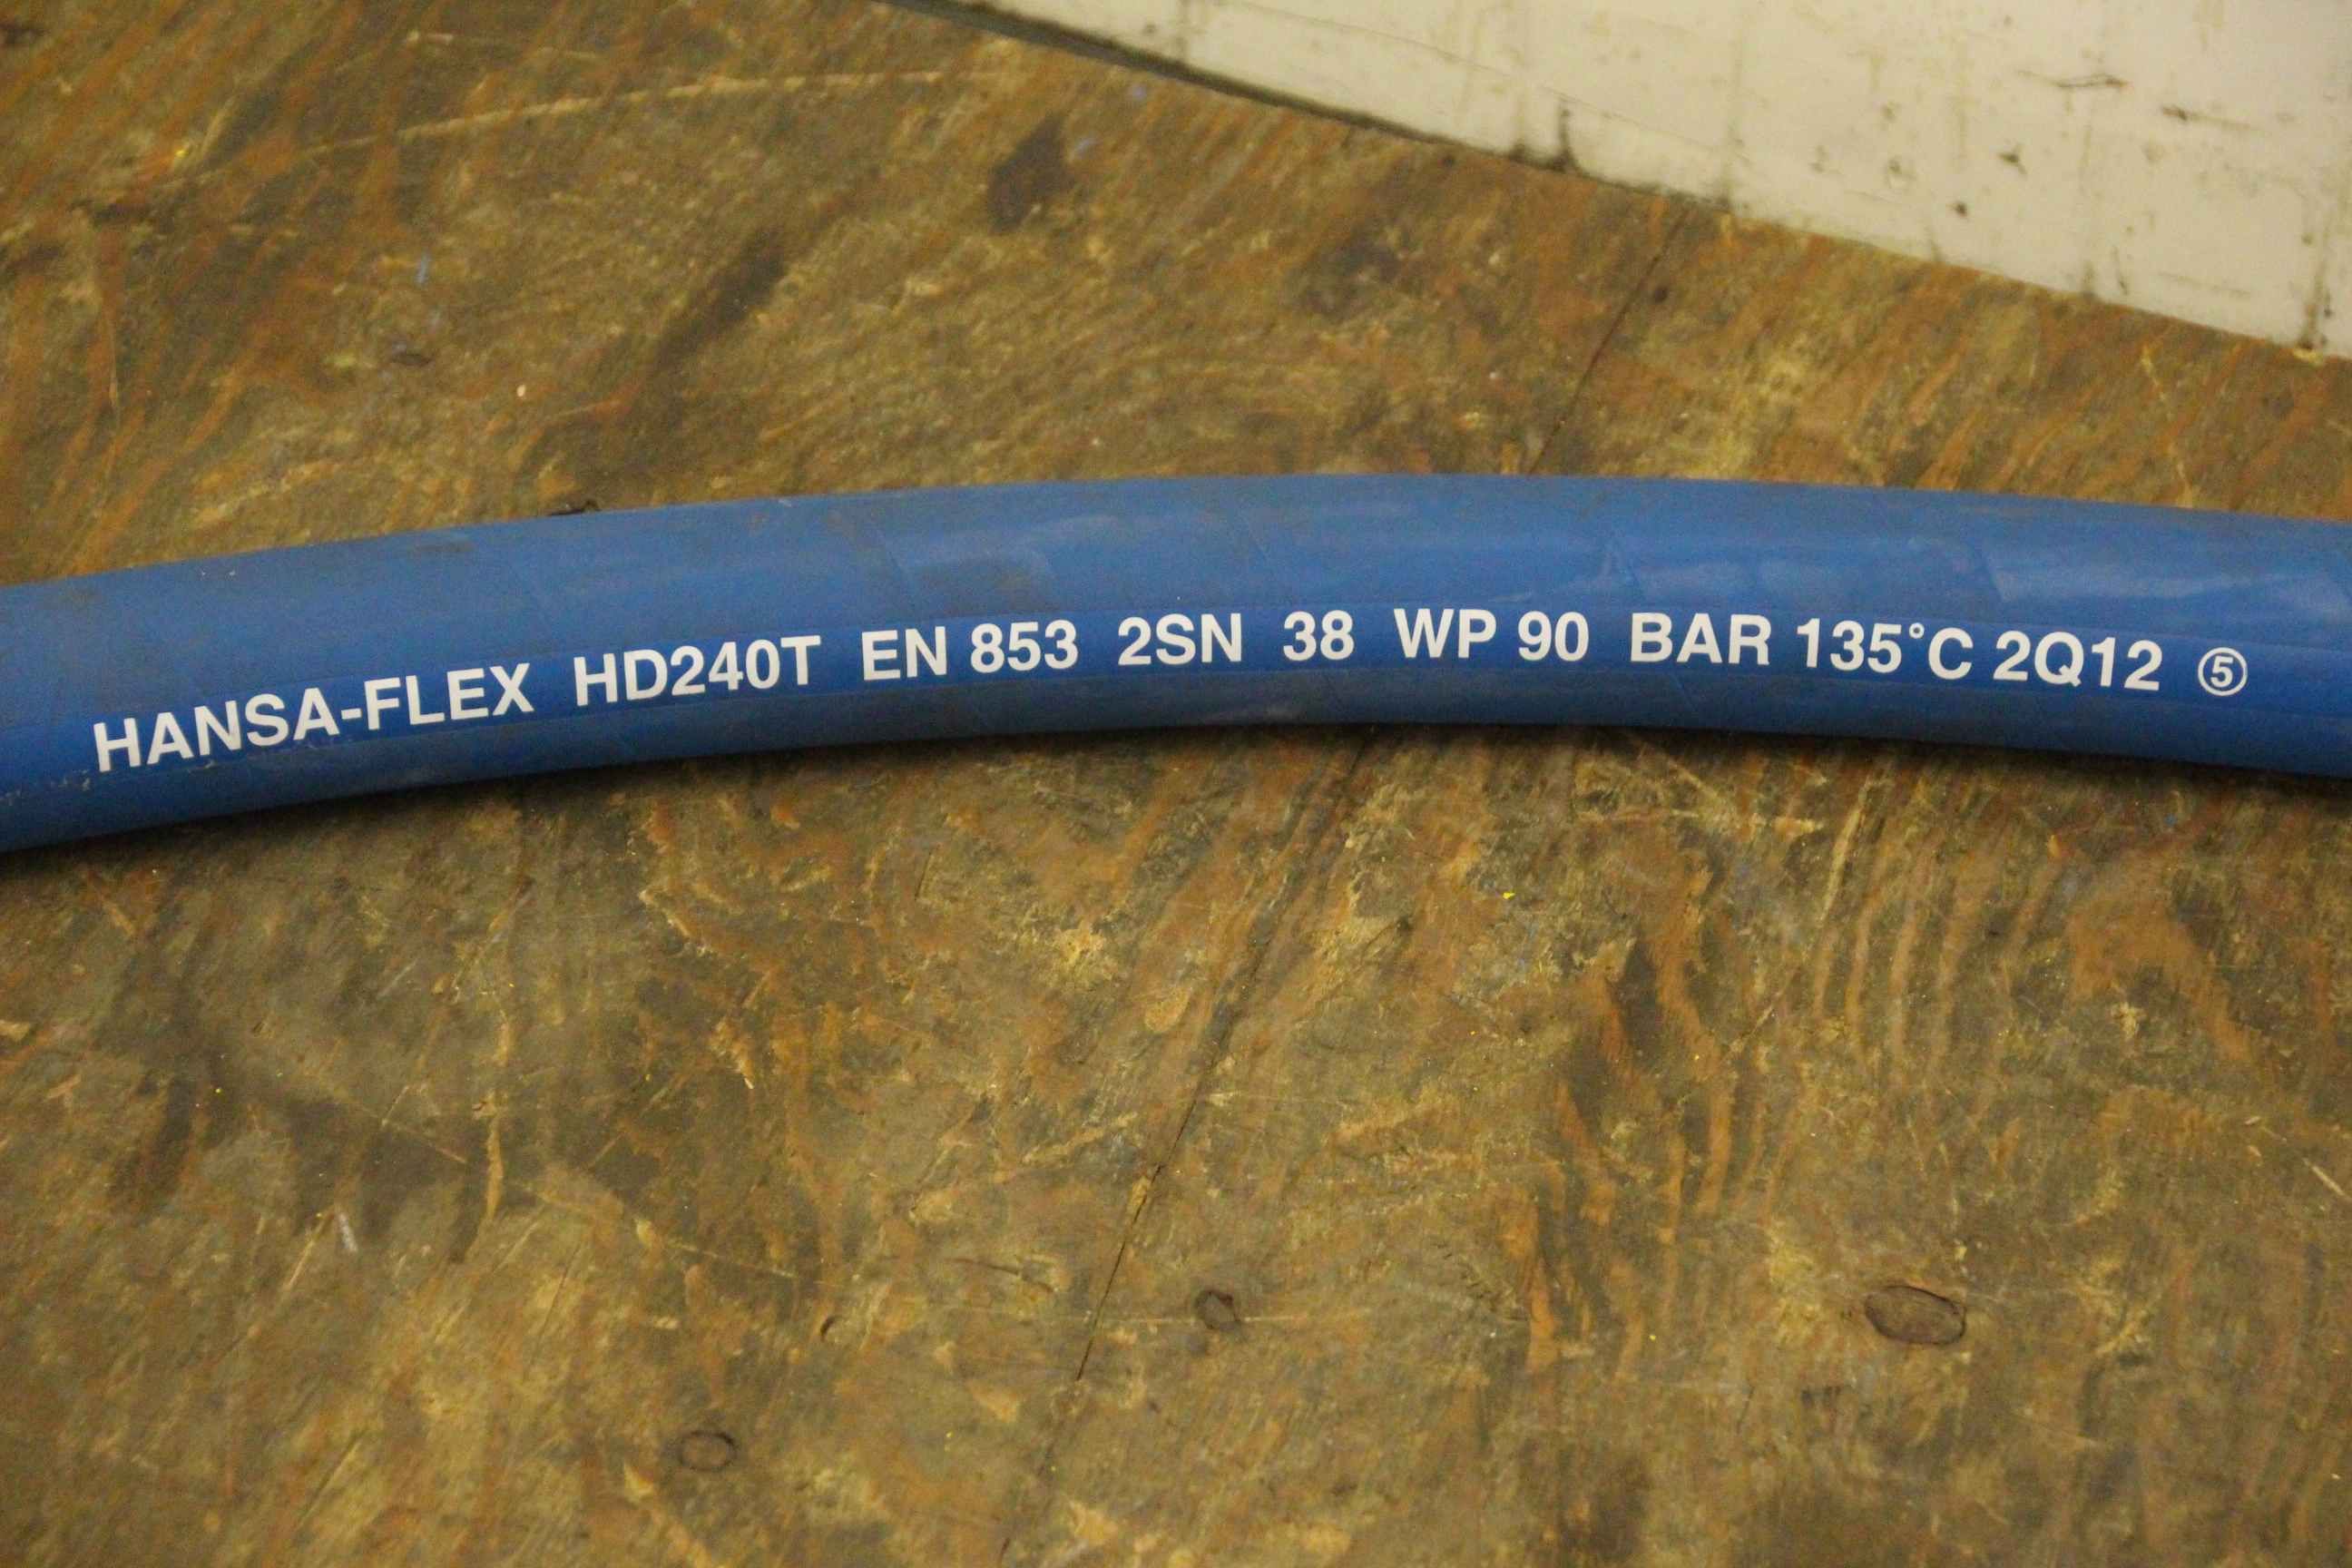 HANSA-FLEX HD240T EN 853 2SN 38 WP 90 BAR 135°C 2Q12 ⑤